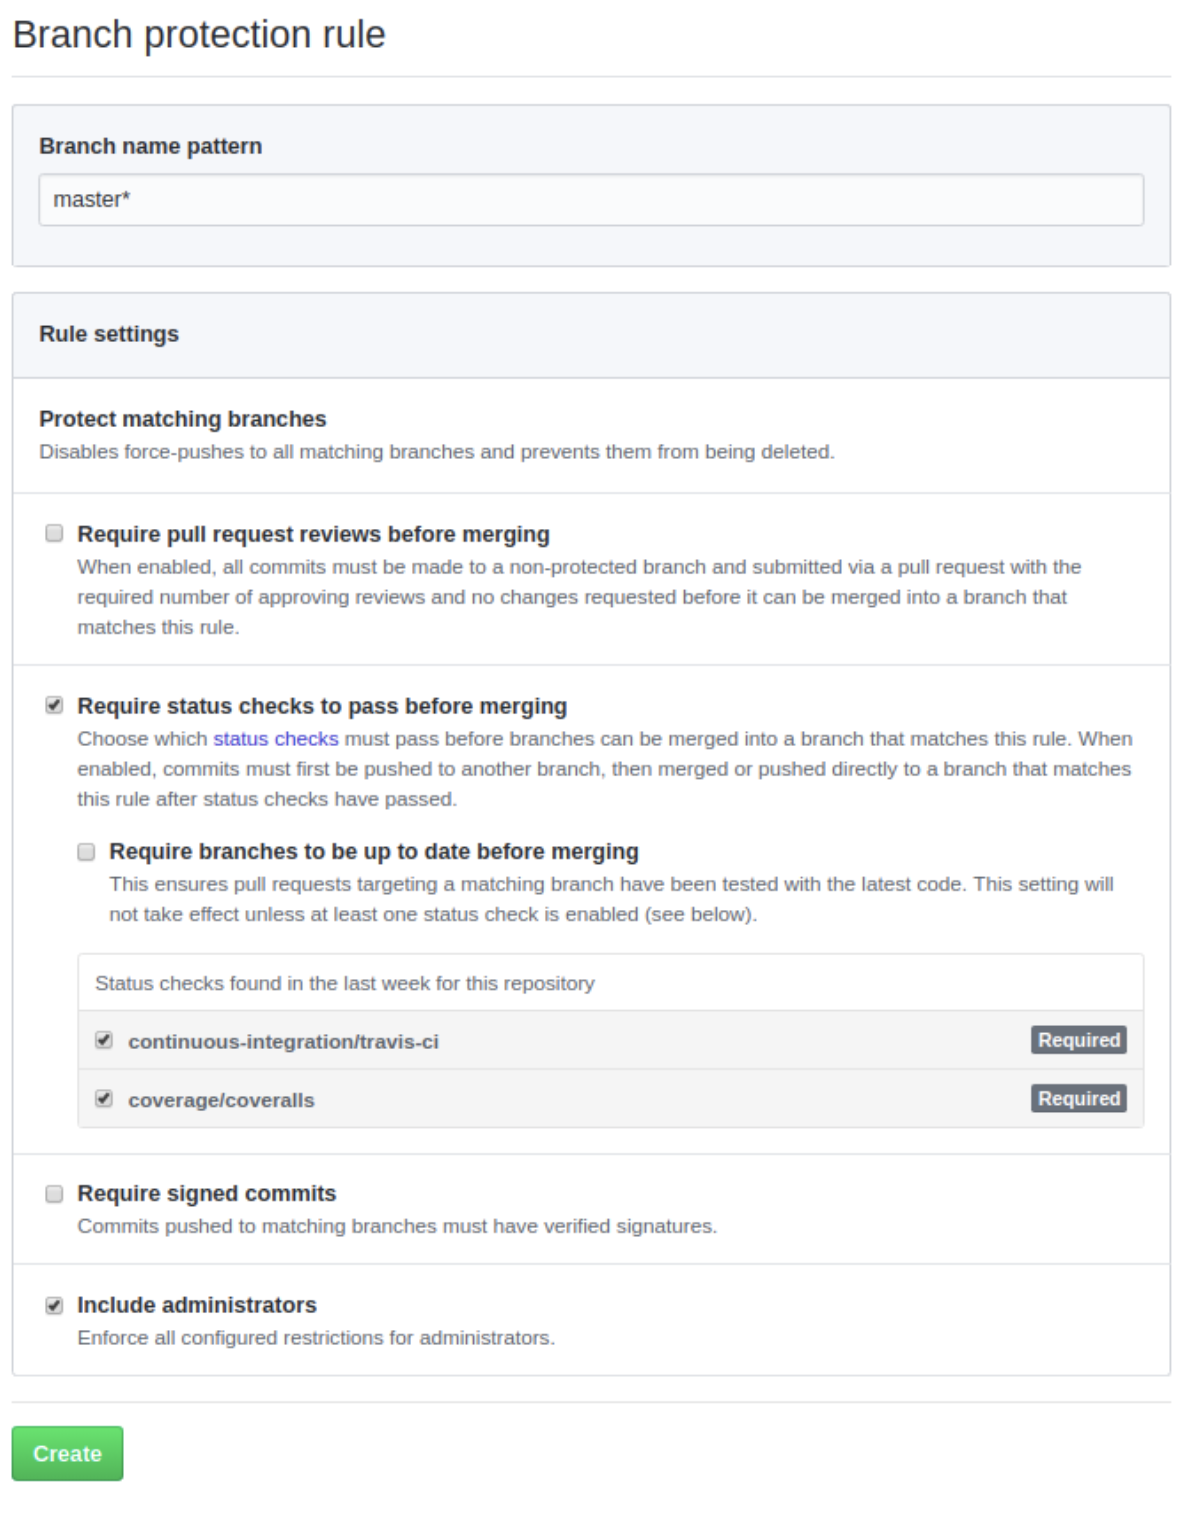 Branch protection rule
Branch name pattern
master*
Rule settings
Protect matching branches
Disables force-pushes to all matching branches and prevents them from being deleted.
Require pull request reviews before merging
When enabled, all commits must be made to a non-protected branch and submitted via a pull request with the
required number of approving reviews and no changes requested before it can be merged into a branch that
matches this rule.
Require status checks to pass before merging
Choose which status checks must pass before branches can be merged into a branch that matches this rule. When
enabled, commits must first be pushed to another branch, then merged or pushed directly to a branch that matches
this rule after status checks have passed.
Require branches to be up to date before merging
This ensures pull requests targeting a matching branch have been tested with the latest code. This setting will
not take effect unless at least one status check is enabled (see below).
Status checks found in the last week for this repository
continuous-integration/travis-ci Required
coverage/coveralls Required
Require signed commits
Commits pushed to matching branches must have verified signatures.
Include administrators
Enforce all configured restrictions for administrators.
Create